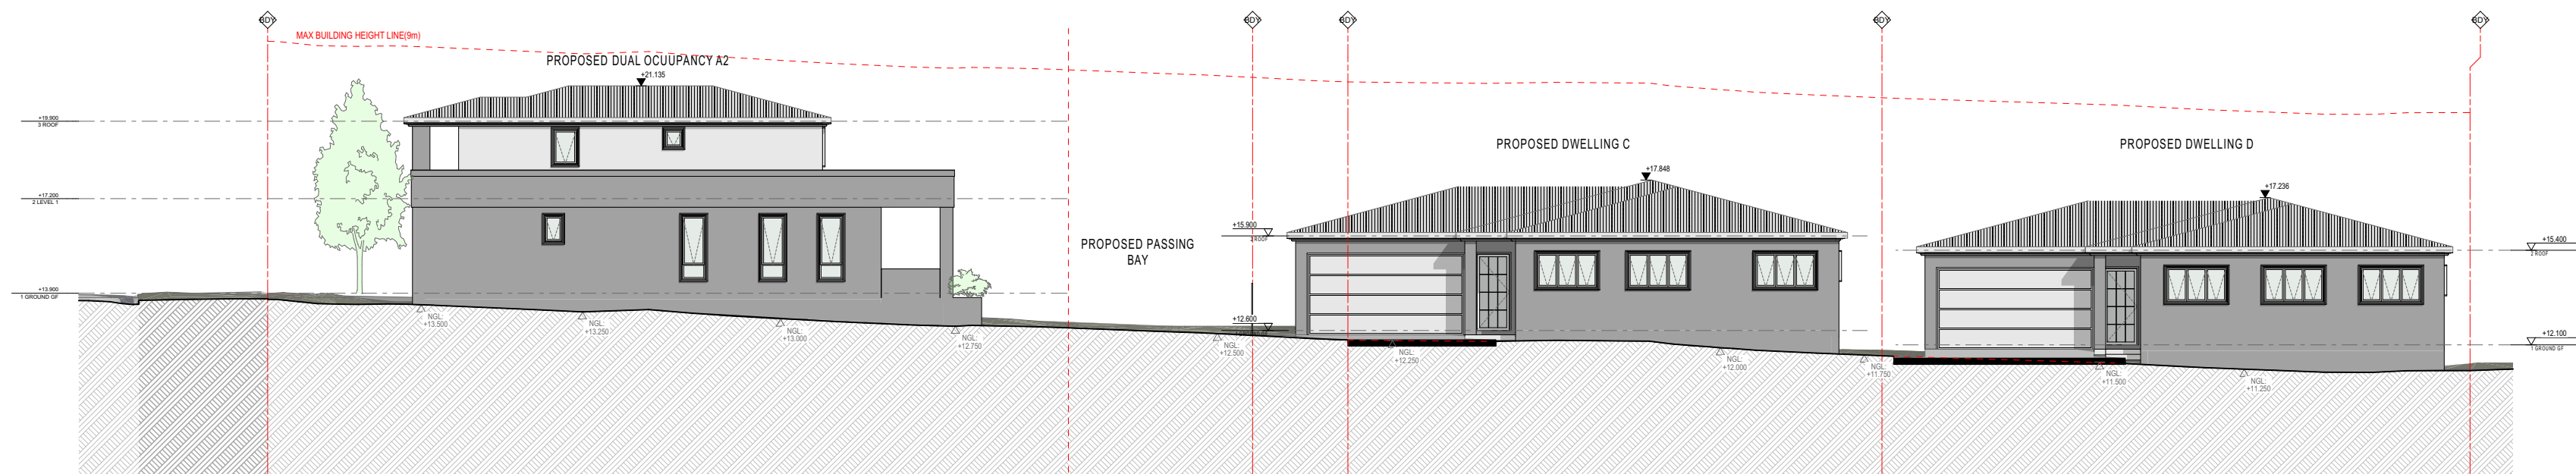 BDY
BDY
BDY
BDY
BDY
MAX BUILDING HEIGHT LINE(9m)
PROPOSED DUAL OCUUPANCY A2
+21.135
+19.900
3 ROOF
+17.200
2 LEVEL 1
+13.900
1 GROUND GF
PROPOSED PASSING
BAY
PROPOSED DWELLING C
+17.848
+15.900
2 ROOF
+12.600
PROPOSED DWELLING D
+17.236
+15.400
2 ROOF
+12.100
1 GROUND GF
NGL:
+13.500
NGL:
+13.250
NGL:
+13.000
NGL:
+12.750
NGL:
+12.500
NGL:
+12.250
NGL:
+12.000
NGL:
+11.750
NGL:
+11.500
NGL:
+11.250